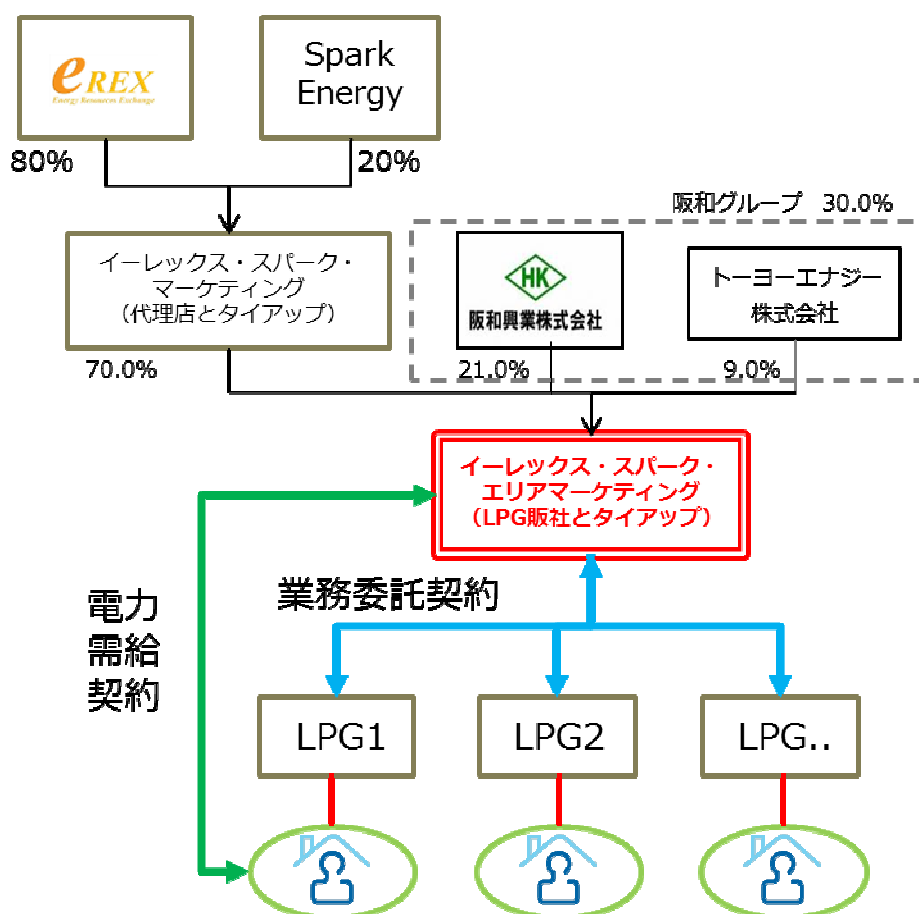 eREX
Energy Resources Exchange
Spark
Energy
80%
20%
阪和グループ 30.0%
イーレックス・スパーク・
マーケティング
（代理店とタイアップ）
HK
阪和興業株式会社
トーヨーエナジー
株式会社
70.0%
21.0%
9.0%
イーレックス・スパーク・
エリアマーケティング
（LPG販社とタイアップ）
電力
需給
契約
業務委託契約
LPG1
LPG2
LPG..